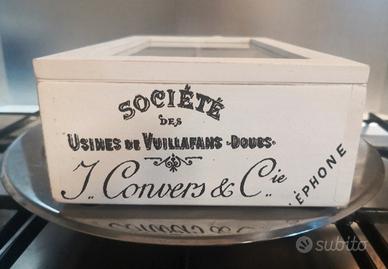 SOCIÉTÉ
DES
USINES DE VUILLAFANS - DOUBS -
J. Convers & Cie
ÉPHONE
subito